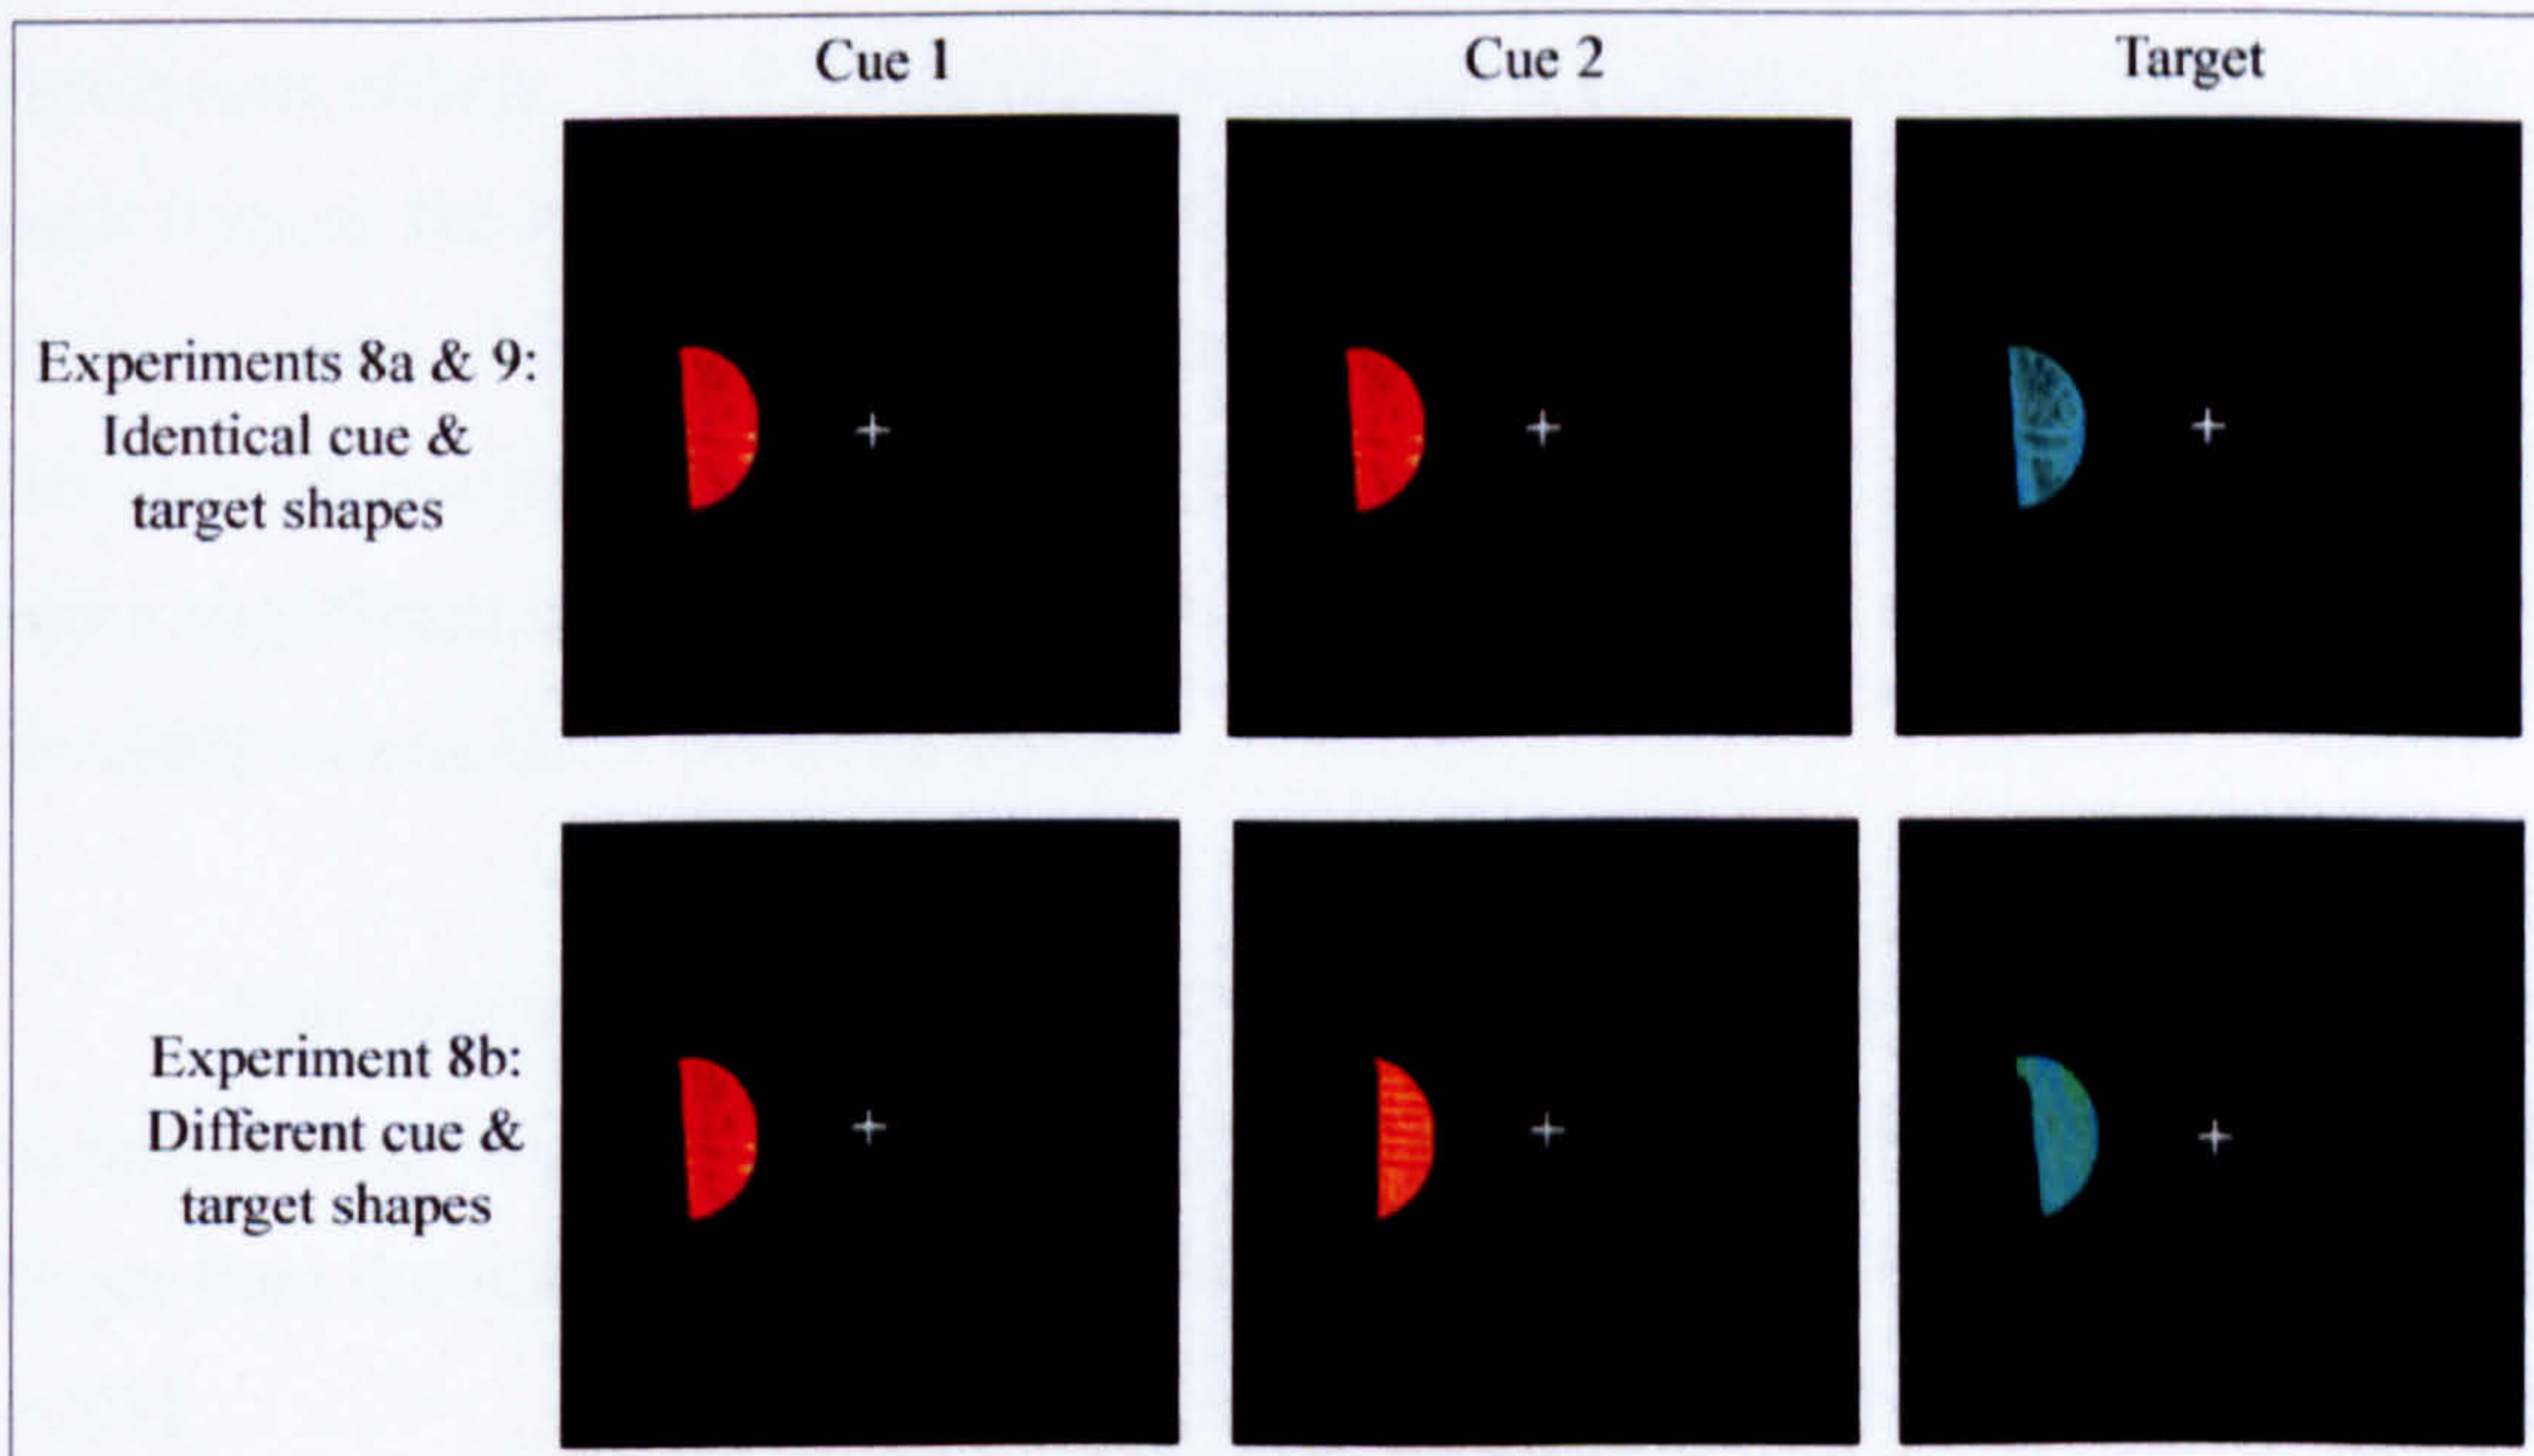 Cue 1
Cue 2
Target
Experiments 8a & 9:
Identical cue &
target shapes
Experiment 8b:
Different cue &
target shapes